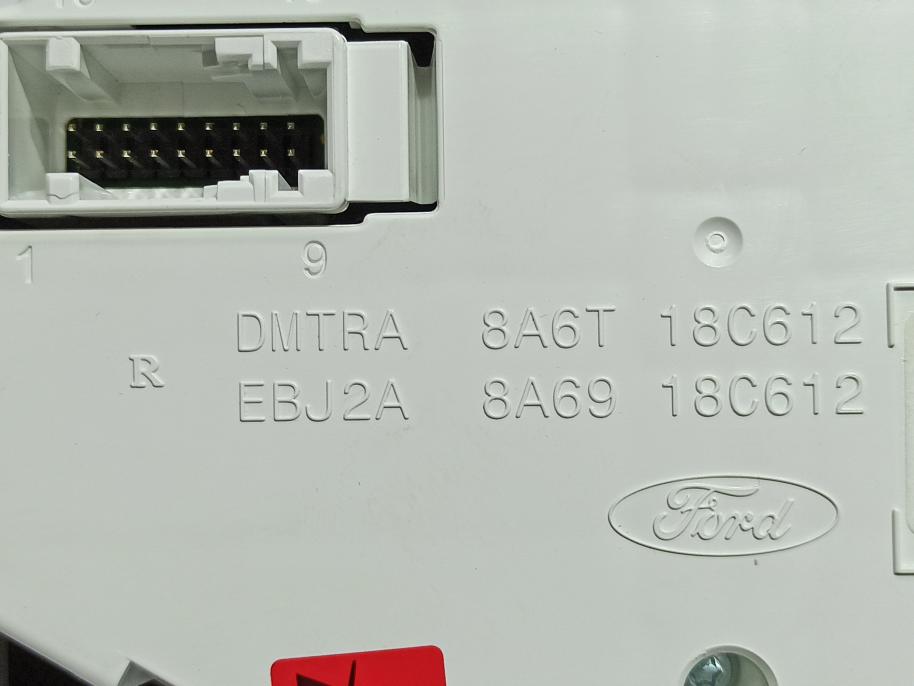 1 9
DMTRA 8A6T 18C612
R
EBJ2A 8A69 18C612
Ford